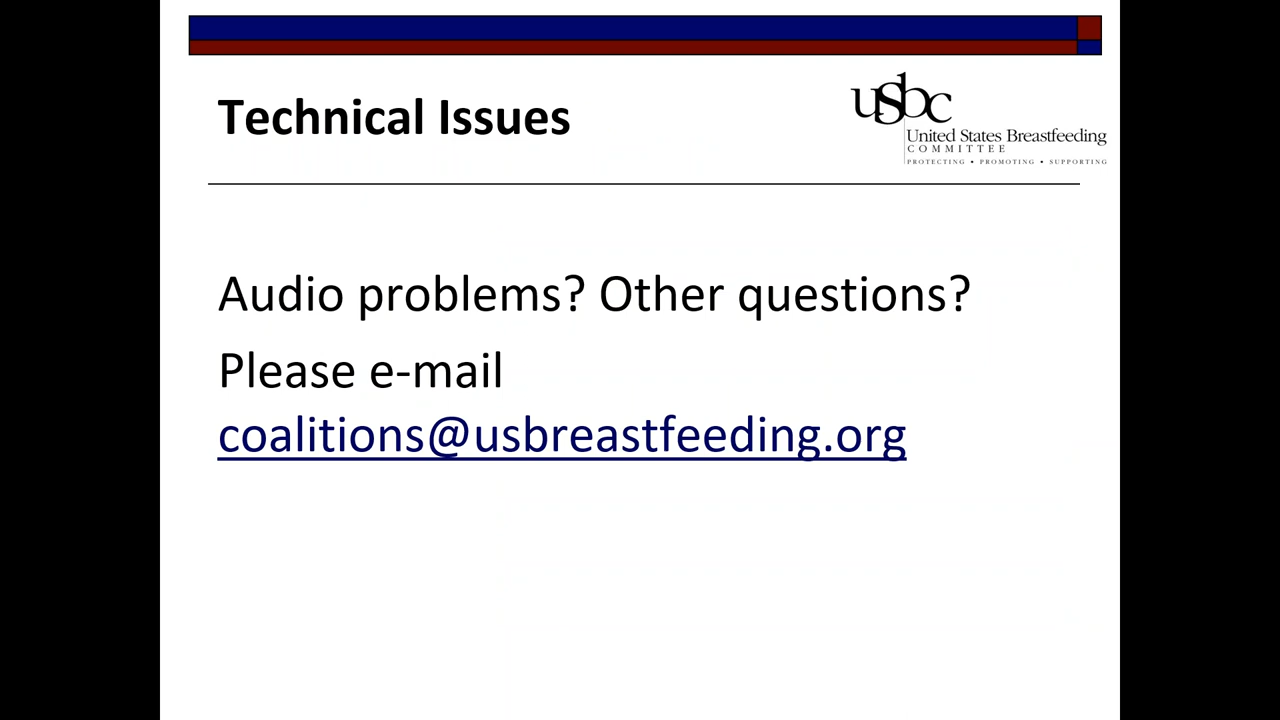 Technical Issues
usbc
United States Breastfeeding
COMMITTEE
PROTECTING • PROMOTING • SUPPORTING
Audio problems? Other questions?
Please e-mail
coalitions@usbreastfeeding.org